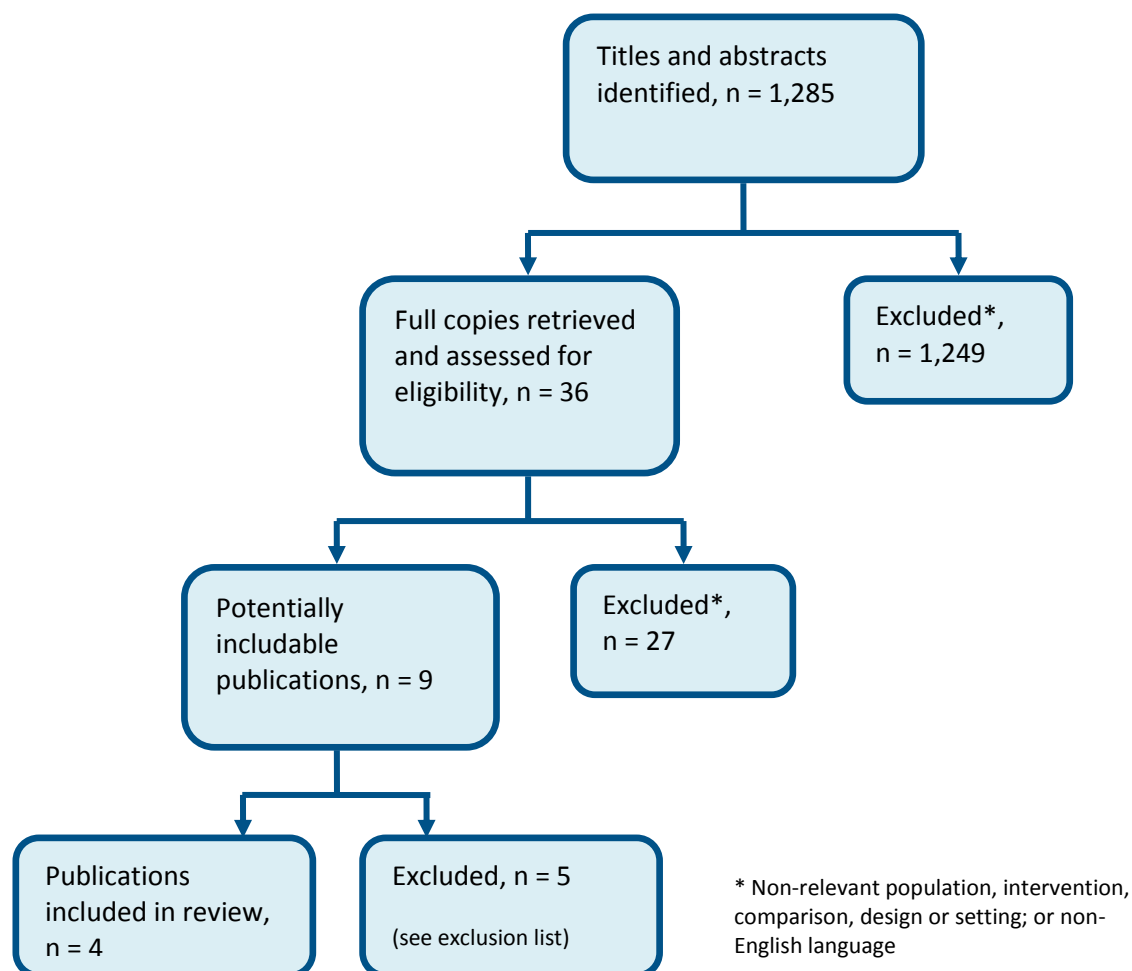 Titles and abstracts
identified, n = 1,285
Full copies retrieved
and assessed for
eligibility, n = 36
Excluded*,
n = 1,249
Potentially
includable
publications, n = 9
Excluded*,
n = 27
Publications
included in review,
n = 4
Excluded, n = 5
(see exclusion list)
* Non-relevant population, intervention,
comparison, design or setting; or non-
English language